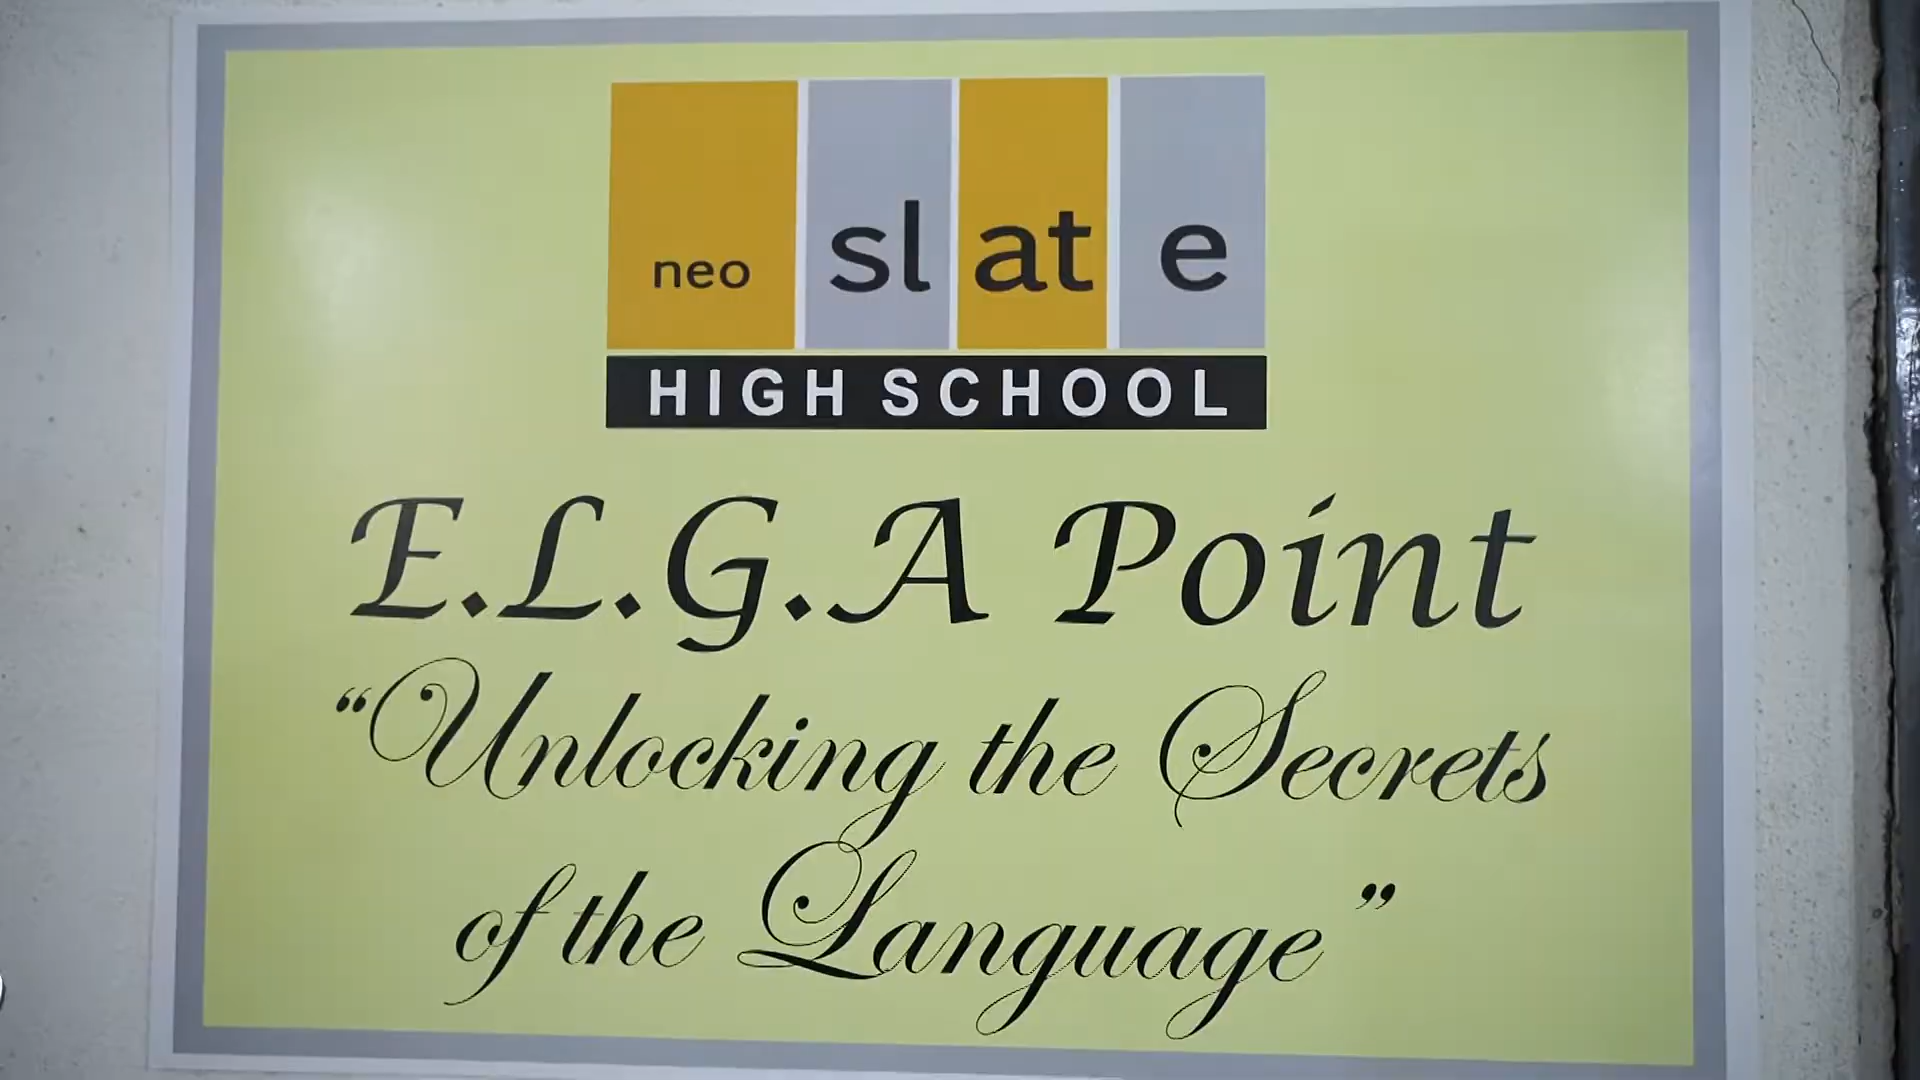 neo slate
HIGH SCHOOL
E.L.G.A Point
“Unlocking the Secrets
of the Language”